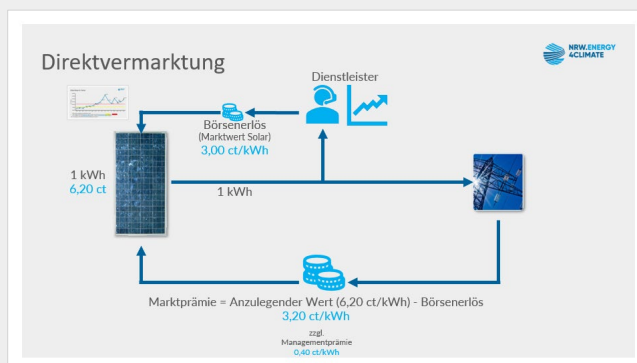 Direktvermarktung
NRW.ENERGY
4CLIMATE
Dienstleister
Börsenerlös
(Marktwert Solar)
3,00 ct/kWh
1 kWh
6,20 ct
1 kWh
Marktprämie = Anzulegender Wert (6,20 ct/kWh) - Börsenerlös
3,20 ct/kWh
zzgl.
Managementprämie
0,40 ct/kWh